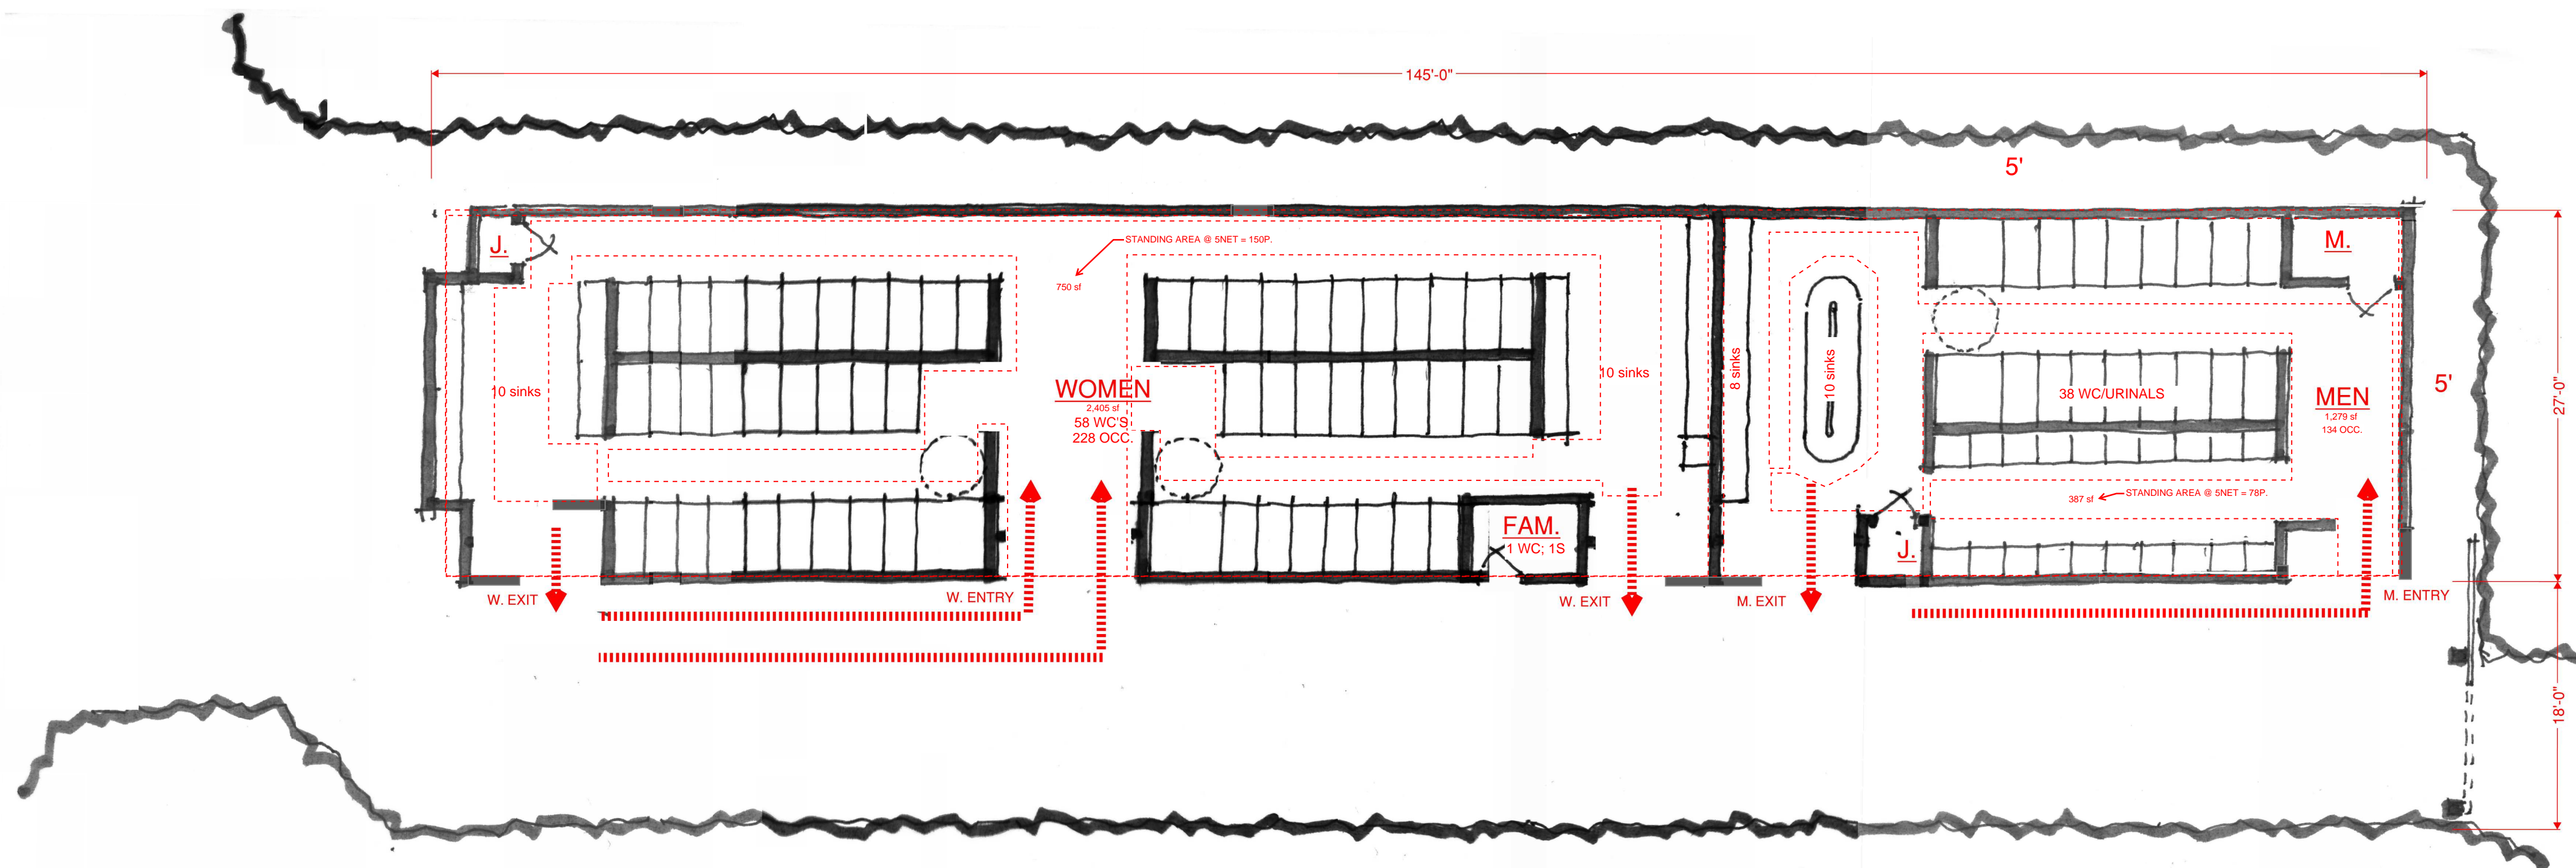 145'-0"
5'
J.
STANDING AREA @ 5NET = 150P.
750 sf
M.
10 sinks
WOMEN
2,405 sf
58 WC'S
228 OCC.
10 sinks
8 sinks
10 sinks
38 WC/URINALS
MEN
1,279 sf
134 OCC.
5'
27'-0"
387 sf
STANDING AREA @ 5NET = 78P.
FAM.
1 WC; 1S
J.
W. EXIT
W. ENTRY
W. EXIT
M. EXIT
M. ENTRY
18'-0"